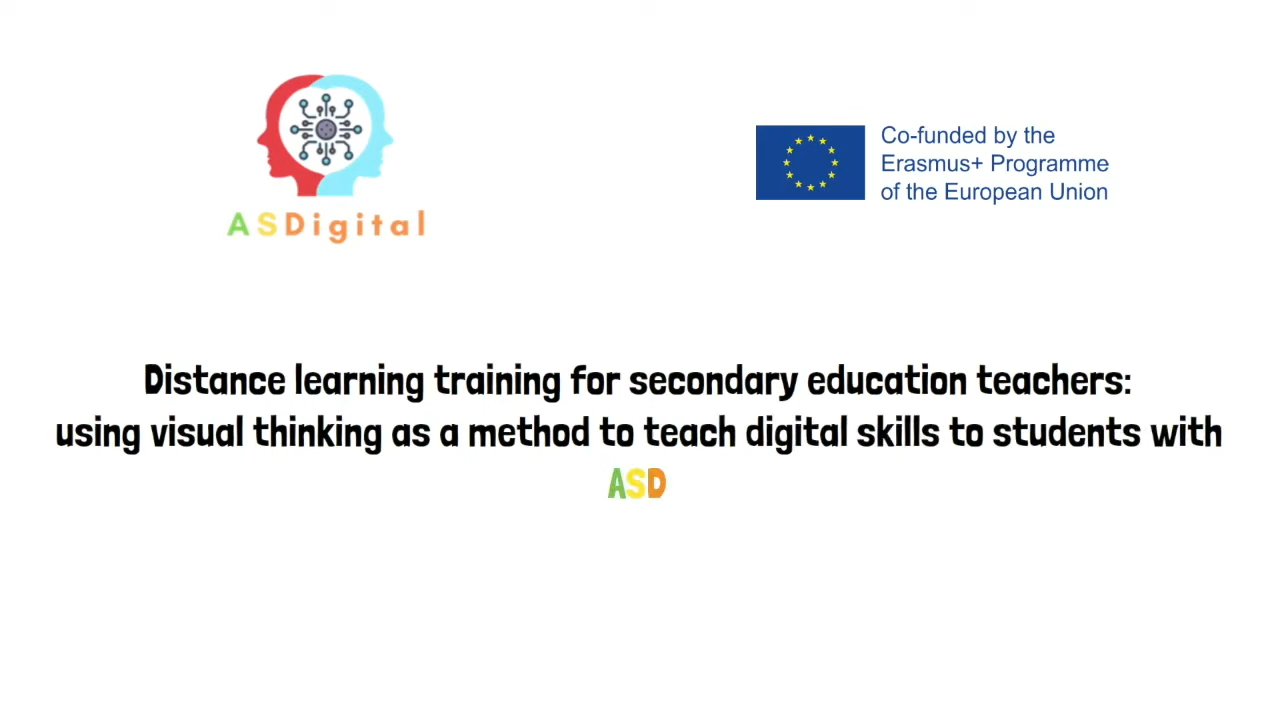 ASDigital
Co-funded by the
Erasmus+ Programme
of the European Union
Distance learning training for secondary education teachers:
using visual thinking as a method to teach digital skills to students with
ASD